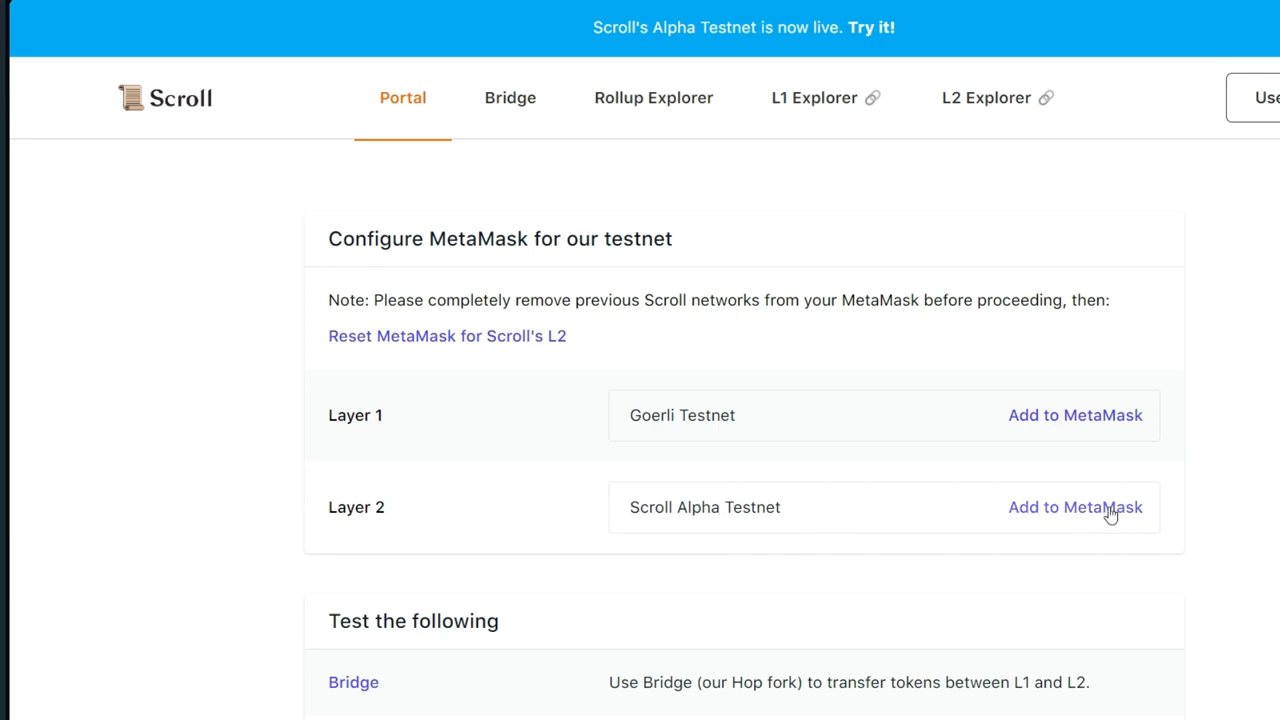 Scroll's Alpha Testnet is now live. Try it!
Scroll Portal Bridge Rollup Explorer L1 Explorer L2 Explorer
Configure MetaMask for our testnet
Note: Please completely remove previous Scroll networks from your MetaMask before proceeding, then:
Reset MetaMask for Scroll's L2
Layer 1 Goerli Testnet Add to MetaMask
Layer 2 Scroll Alpha Testnet Add to MetaMask
Test the following
Bridge Use Bridge (our Hop fork) to transfer tokens between L1 and L2.